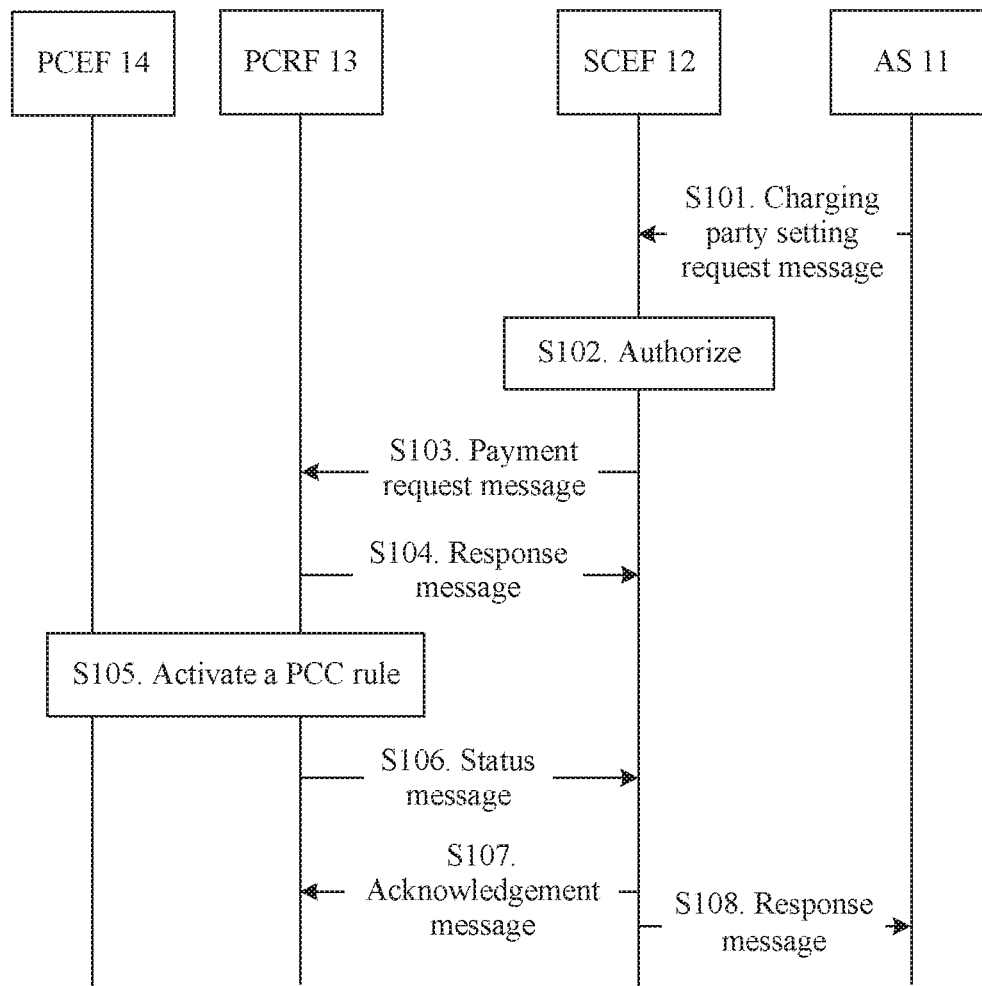 PCEF 14
PCRF 13
SCEF 12
AS 11
S101. Charging
party setting
request message
S102. Authorize
S103. Payment
request message
S104. Response
message
S105. Activate a PCC rule
S106. Status
message
S107.
Acknowledgement
message
S108. Response
message